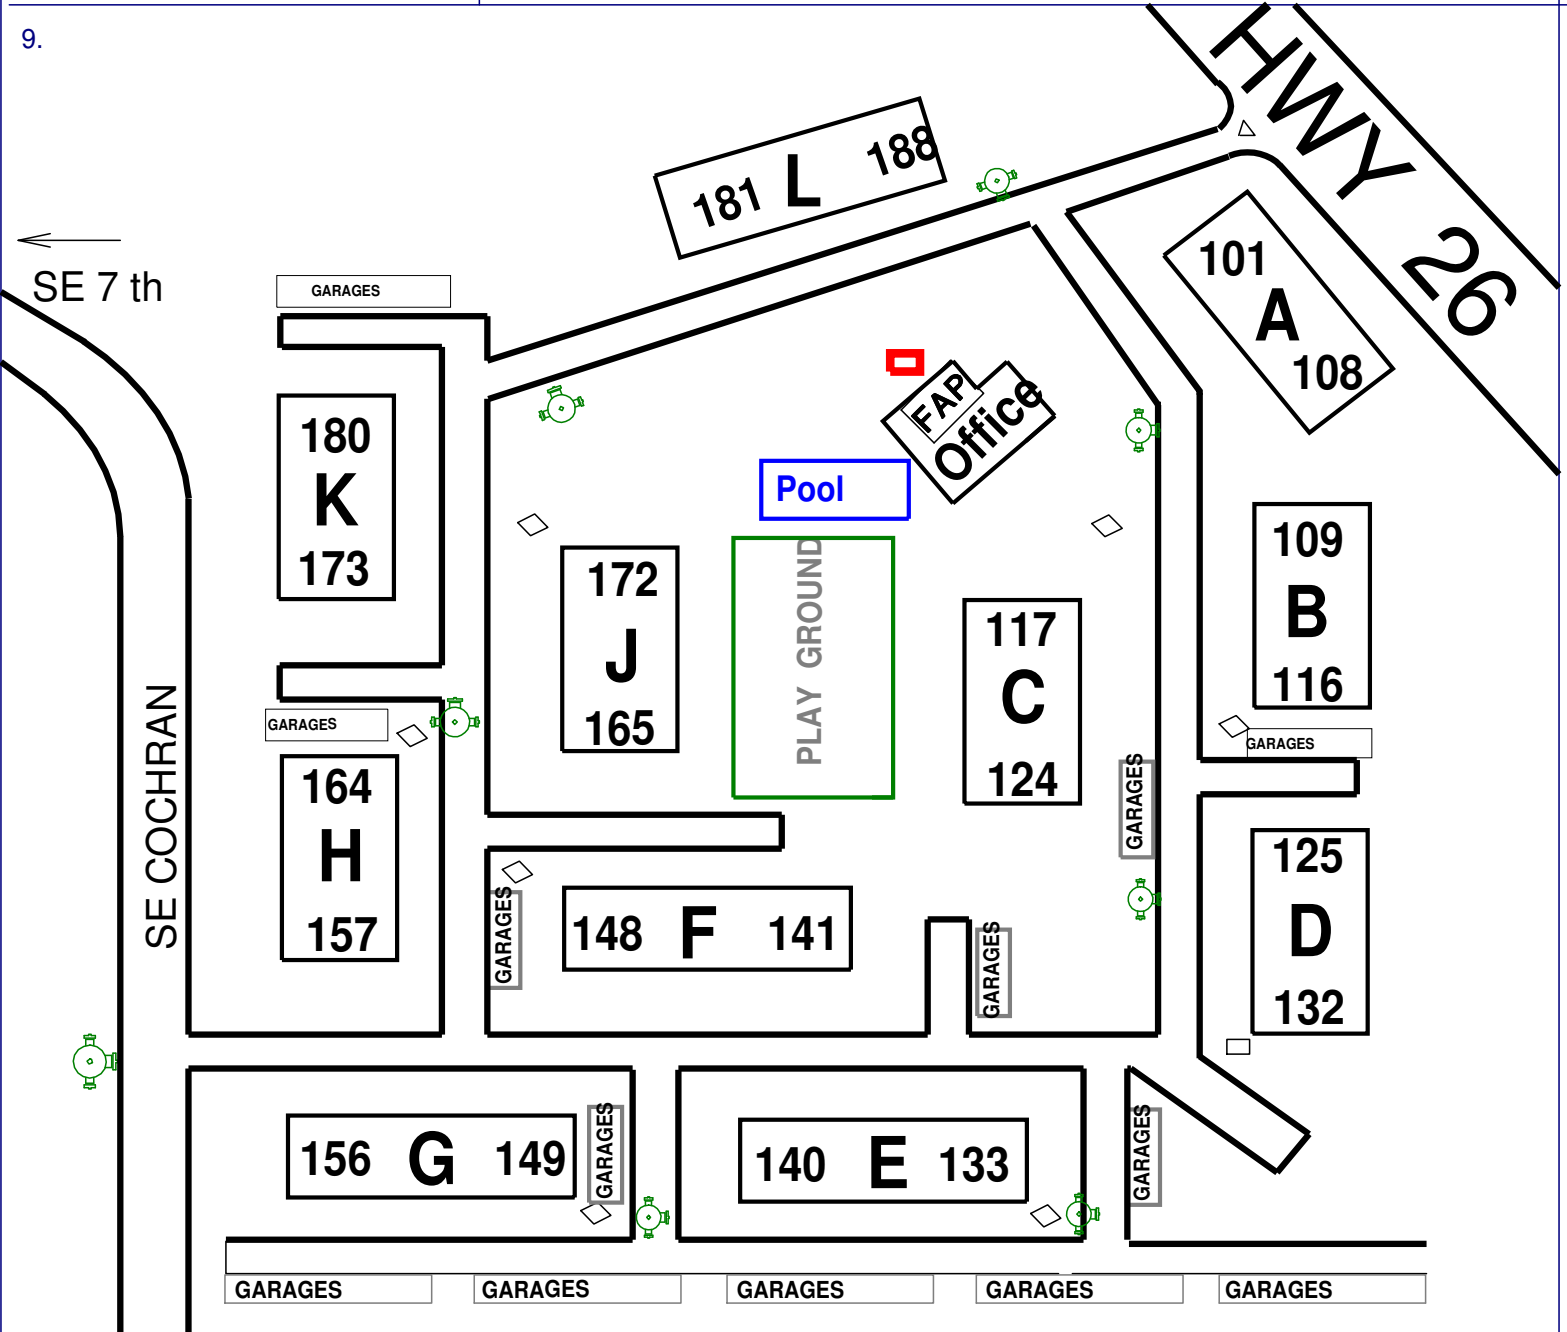 9.
HWY 26
181 L 188
SE 7 th
GARAGES
101
A
108
FAP
Office
180
K
173
Pool
109
B
116
172
J
165
PLAY GROUND
117
C
124
SE COCHRAN
GARAGES
GARAGES
GARAGES
164
H
157
125
D
132
GARAGES
148 F 141
GARAGES
156 G 149
GARAGES
140 E 133
GARAGES
GARAGES
GARAGES
GARAGES
GARAGES
GARAGES